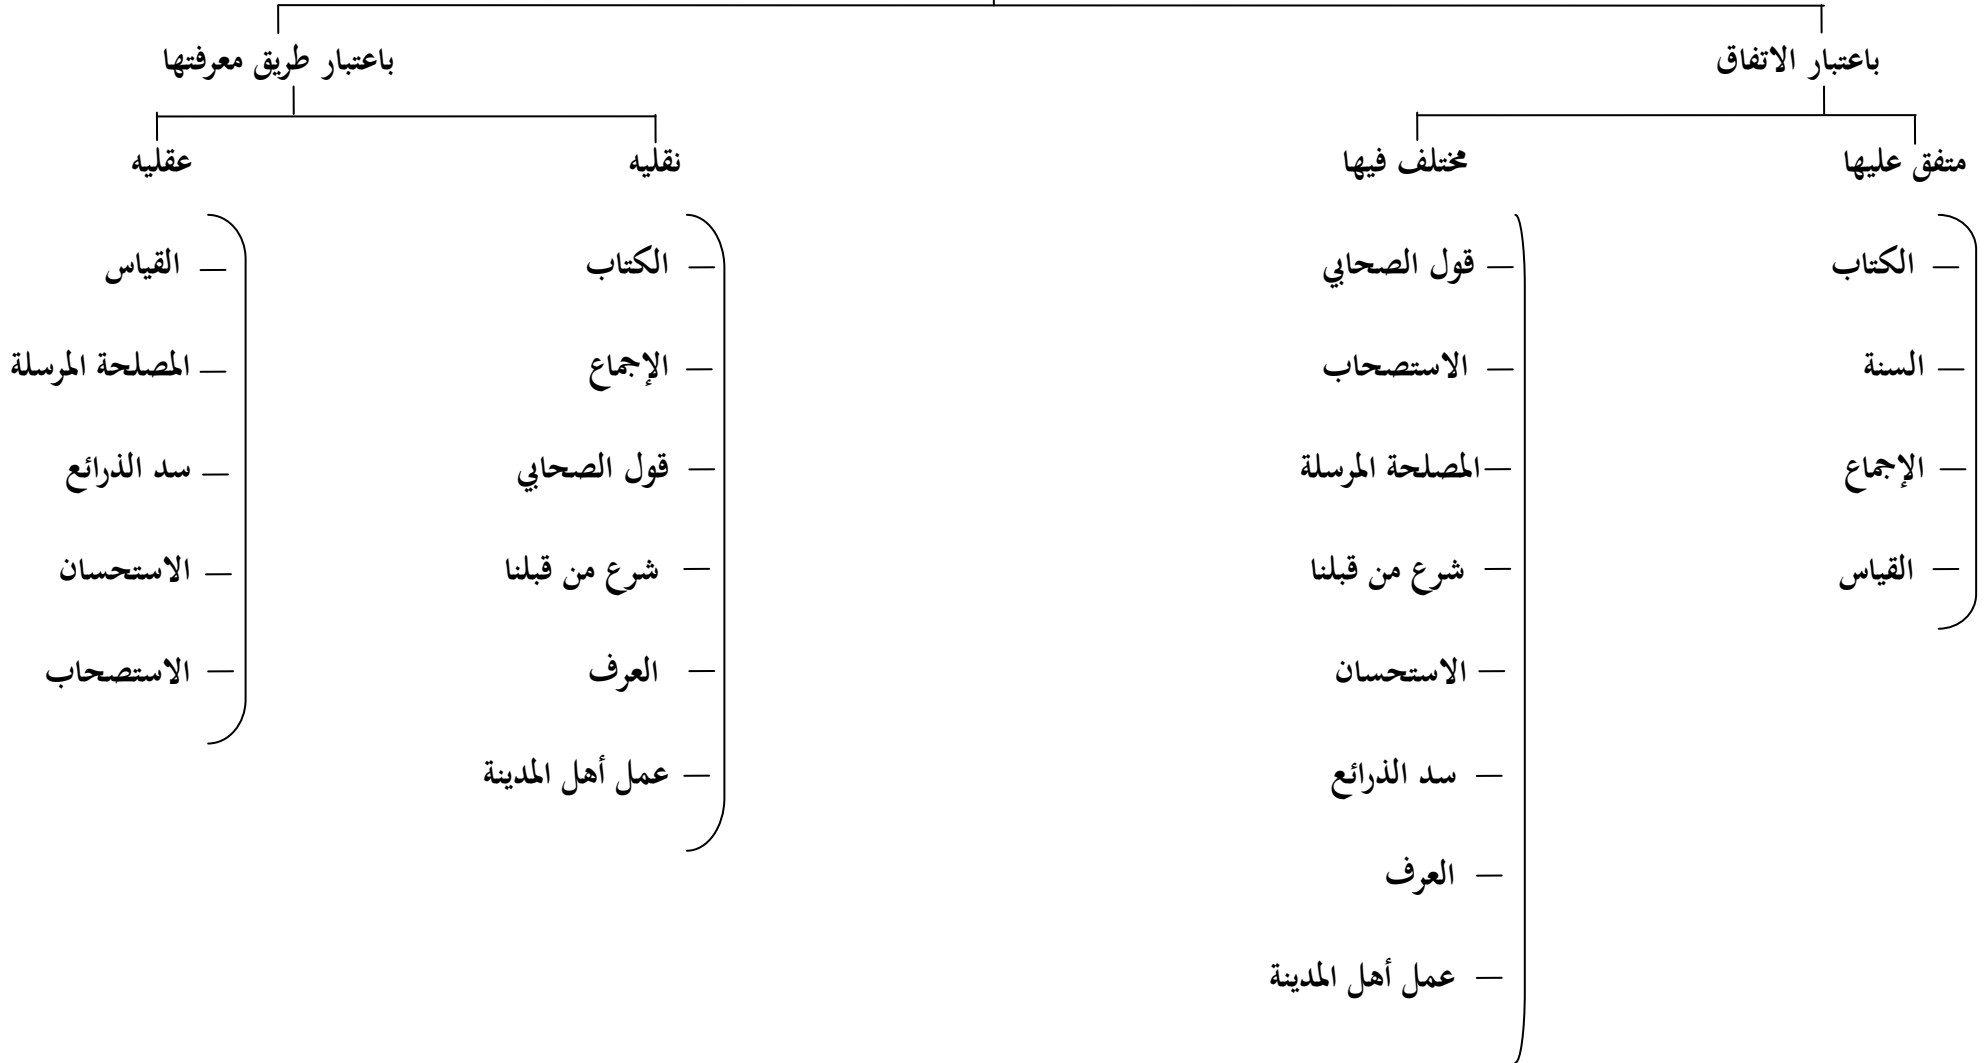 باعتبار الاتفاق
متفق عليها
– الكتاب
– السنة
– الإجماع
– القياس
مختلف فيها
– قول الصحابي
– الاستصحاب
– المصلحة المرسلة
– شرع من قبلنا
– الاستحسان
– سد الذرائع
– العرف
– عمل أهل المدينة
باعتبار طريق معرفتها
نقليه
– الكتاب
– الإجماع
– قول الصحابي
– شرع من قبلنا
– العرف
– عمل أهل المدينة
عقليه
– القياس
– المصلحة المرسلة
– سد الذرائع
– الاستحسان
– الاستصحاب